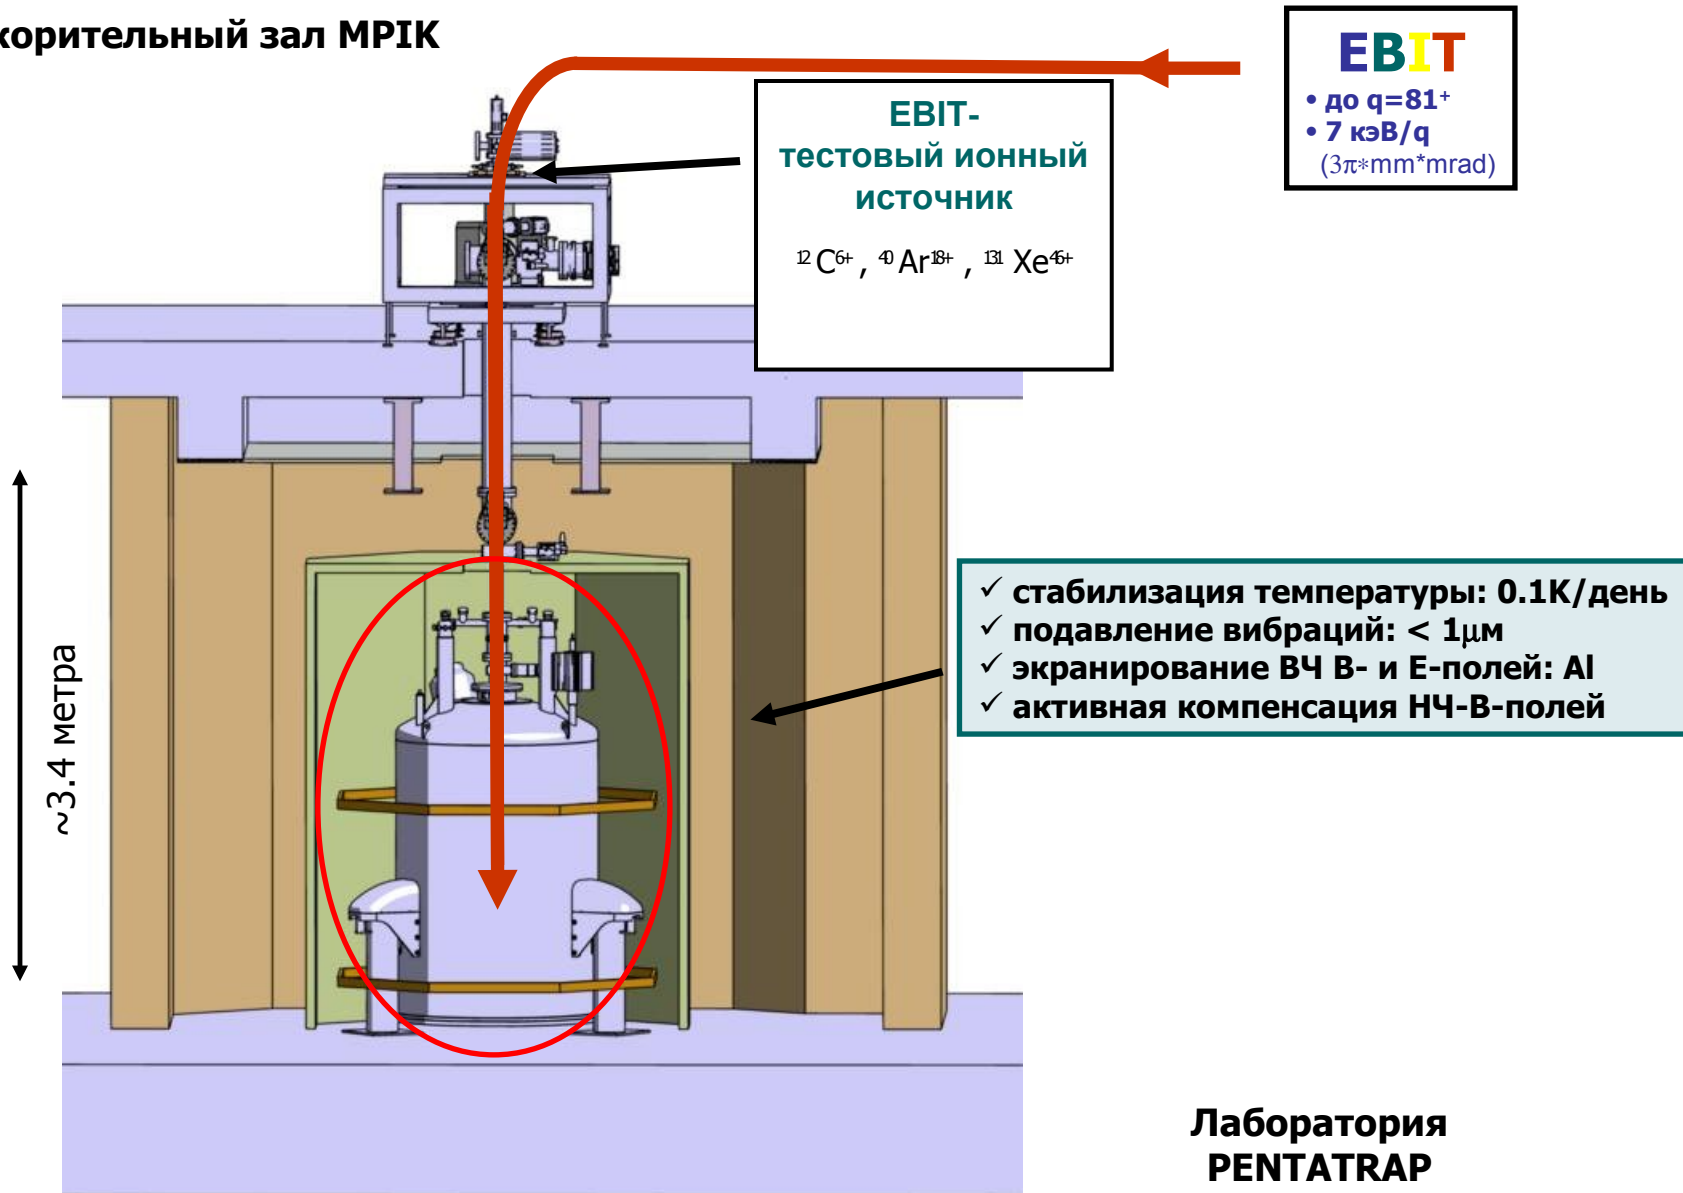 корительный зал MPIK
EBIT
• до q=81⁺
• 7 кэВ/q
(3π*mm*mrad)
EBIT-
тестовый ионный
источник
¹²C⁶⁺ , ⁴⁰Ar¹⁸⁺ , ¹³¹Xe⁴⁶⁺
~3.4 метра
✓ стабилизация температуры: 0.1K/день
✓ подавление вибраций: < 1μм
✓ экранирование ВЧ B- и E-полей: Al
✓ активная компенсация НЧ-B-полей
Лаборатория
PENTATRAP